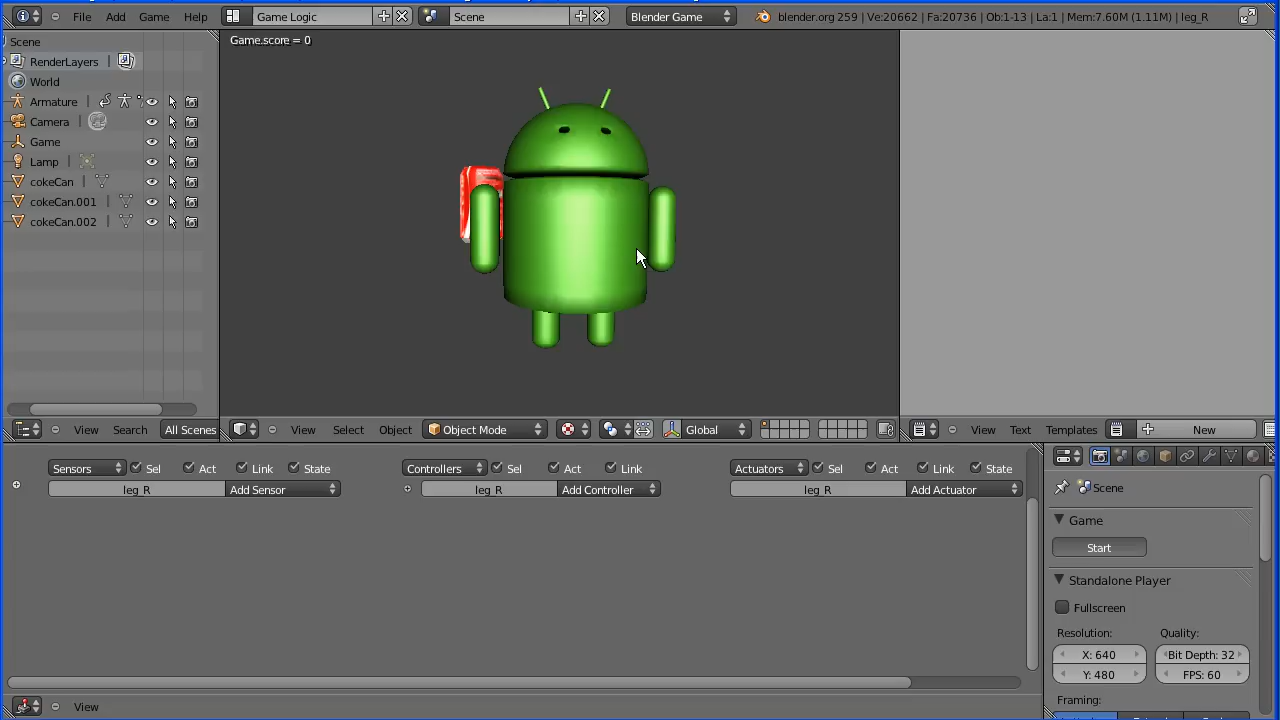 File Add Game Help Game Logic Scene Blender Game blender.org 259 | Ve:20662 | Fa:20736 | Ob:1-13 | La:1 | Mem:7.60M (1.11M) | leg_R
Scene
RenderLayers
World
Armature
Camera
Game
Lamp
cokeCan
cokeCan.001
cokeCan.002
Game.score = 0
View Search All Scenes
View Select Object Object Mode Global
View Text Templates New
Sensors Sel Act Link State
leg_R Add Sensor
Controllers Sel Act Link
leg_R Add Controller
Actuators Sel Act Link State
leg_R Add Actuator
Scene
Game
Start
Standalone Player
Fullscreen
Resolution: Quality:
X: 640 Bit Depth: 32
Y: 480 FPS: 60
Framing:
View